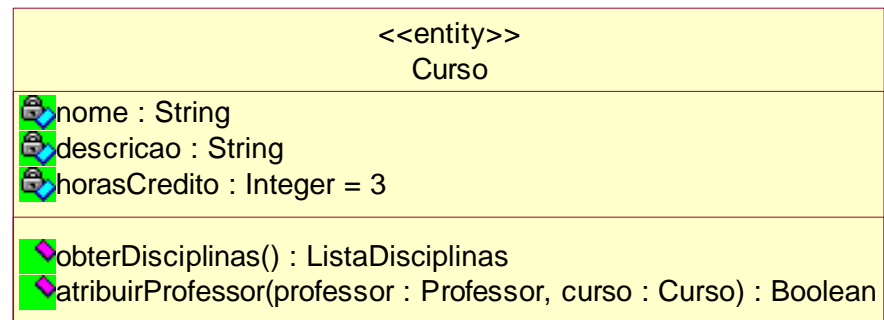 <<entity>>
Curso
nome : String
descricao : String
horasCredito : Integer = 3
obterDisciplinas() : ListaDisciplinas
atribuirProfessor(professor : Professor, curso : Curso) : Boolean